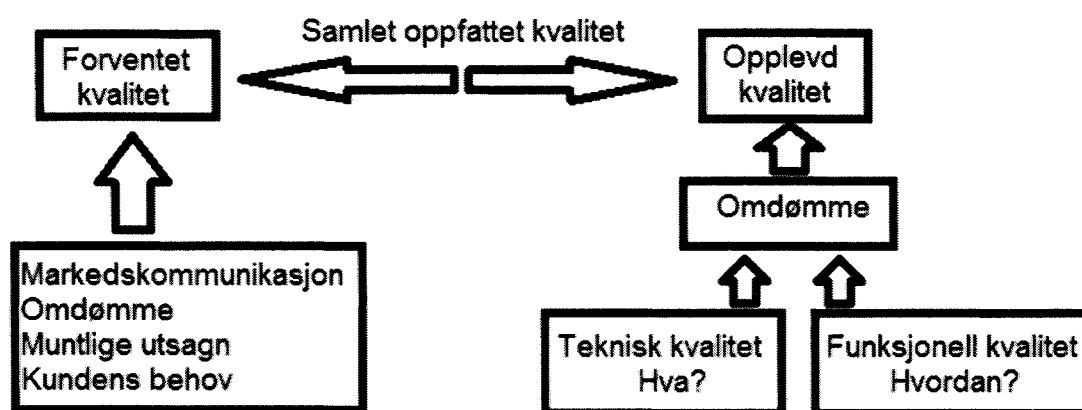 Samlet oppfattet kvalitet
Forventet
kvalitet
Opplevd
kvalitet
Omdømme
Markedskommunikasjon
Omdømme
Muntlige utsagn
Kundens behov
Teknisk kvalitet
Hva?
Funksjonell kvalitet
Hvordan?